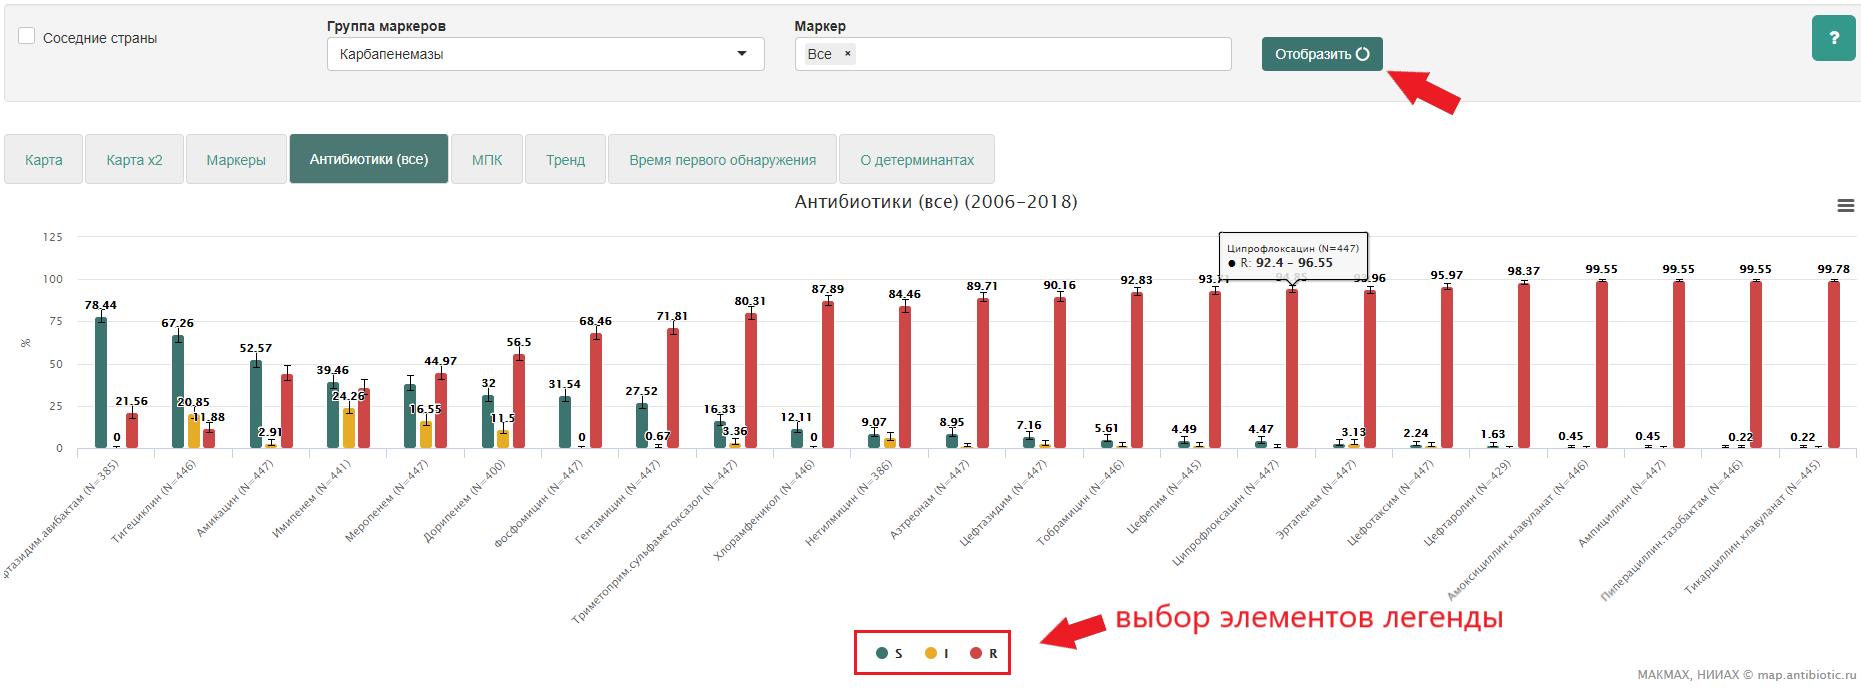 Соседние страны
Группа маркеров
Карбапенемазы
Маркер
Все ×
Отобразить
?
Карта
Карта x2
Маркеры
Антибиотики (все)
МПК
Тренд
Время первого обнаружения
О детерминантах
Антибиотики (все) (2006-2018)
%
125
100
75
50
25
0
78.44 0 21.56
67.26 20.85 11.88
52.57 2.91
39.46 24.26
16.55 44.97
32 11.5 56.5
31.54 0 68.46
27.52 0.67 71.81
16.33 3.36 80.31
12.11 0 87.89
9.07 84.46
8.95 89.71
7.16 90.16
5.61 92.83
4.49 93.71
4.47 94.85
3.13 93.96
2.24 95.97
1.63 98.37
0.45 99.55
0.45 99.55
0.22 99.55
0.22 99.78
Ципрофлоксацин (N=447)
● R: 92.4 – 96.55
ртазидим.авибактам (N=385)
Тигециклин (N=446)
Амикацин (N=447)
Имипенем (N=441)
Меропенем (N=447)
Дорипенем (N=400)
Фосфомицин (N=447)
Гентамицин (N=447)
Триметоприм.сульфаметоксазол (N=447)
Хлорамфеникол (N=446)
Нетилмицин (N=386)
Азтреонам (N=447)
Цефтазидим (N=447)
Тобрамицин (N=446)
Цефепим (N=445)
Ципрофлоксацин (N=447)
Эртапенем (N=447)
Цефотаксим (N=447)
Цефтаролин (N=429)
Амоксициллин.клавуланат (N=446)
Ампициллин (N=447)
Пиперациллин.тазобактам (N=446)
Тикарциллин.клавуланат (N=445)
выбор элементов легенды
S I R
МАКМАХ, НИИАХ © map.antibiotic.ru